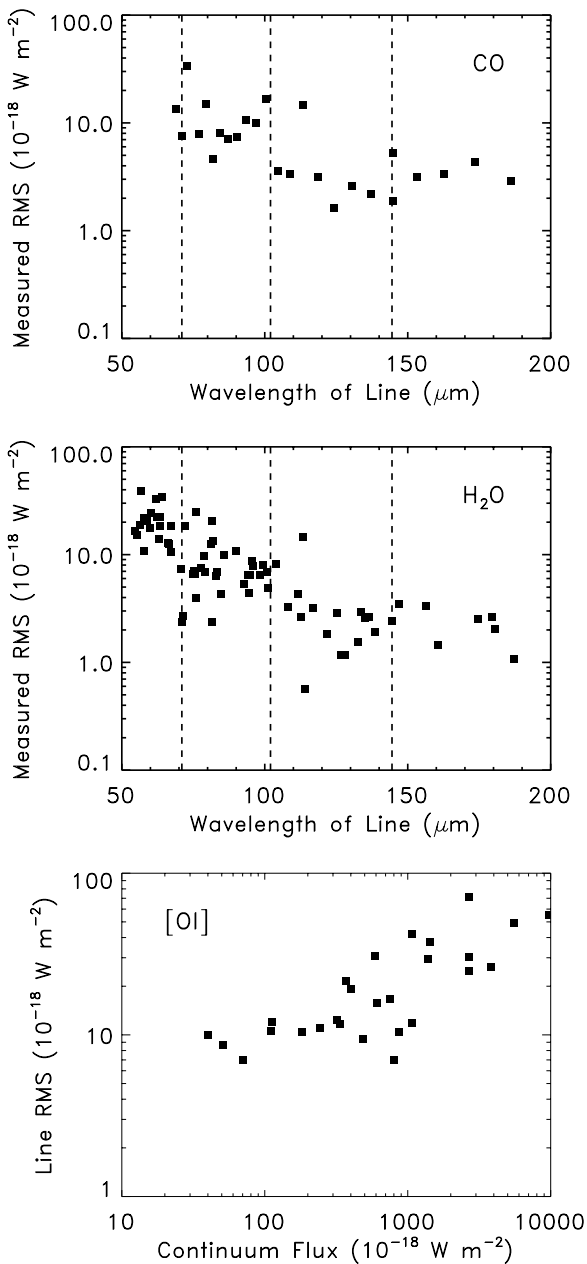 Measured RMS (10⁻¹⁸ W m⁻²)
100.0
10.0
1.0
0.1
CO
50
100
150
200
Wavelength of Line (μm)
Measured RMS (10⁻¹⁸ W m⁻²)
100.0
10.0
1.0
0.1
H₂O
50
100
150
200
Wavelength of Line (μm)
Line RMS (10⁻¹⁸ W m⁻²)
100
10
1
[OI]
10
100
1000
10000
Continuum Flux (10⁻¹⁸ W m⁻²)